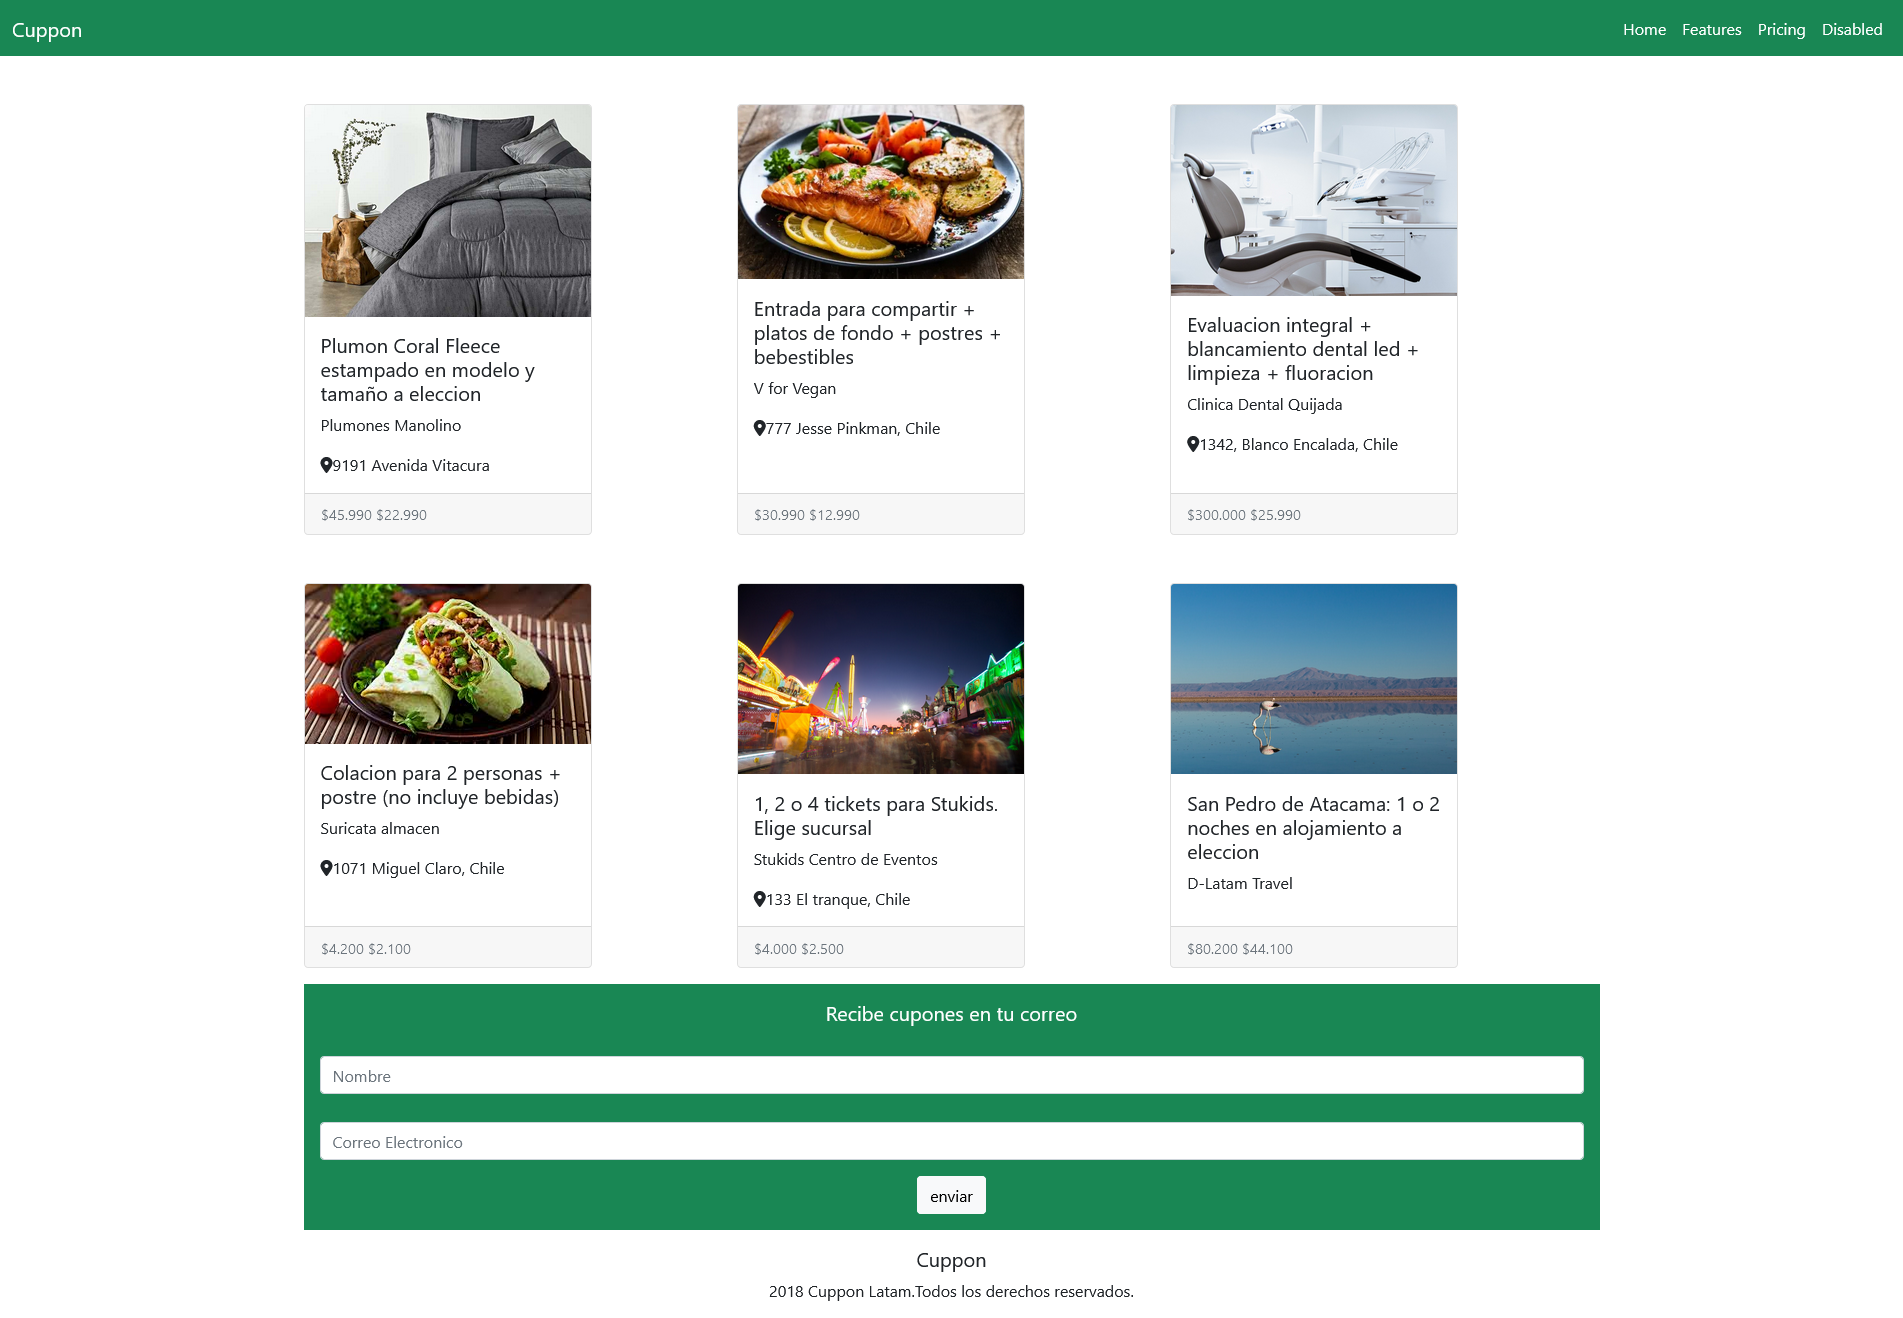 Cuppon
Home Features Pricing Disabled
Plumon Coral Fleece
estampado en modelo y
tamaño a eleccion
Plumones Manolino
9191 Avenida Vitacura
$45.990 $22.990
Entrada para compartir +
platos de fondo + postres +
bebestibles
V for Vegan
777 Jesse Pinkman, Chile
$30.990 $12.990
Evaluacion integral +
blancamiento dental led +
limpieza + fluoracion
Clinica Dental Quijada
1342, Blanco Encalada, Chile
$300.000 $25.990
Colacion para 2 personas +
postre (no incluye bebidas)
Suricata almacen
1071 Miguel Claro, Chile
$4.200 $2.100
1, 2 o 4 tickets para Stukids.
Elige sucursal
Stukids Centro de Eventos
133 El tranque, Chile
$4.000 $2.500
San Pedro de Atacama: 1 o 2
noches en alojamiento a
eleccion
D-Latam Travel
$80.200 $44.100
Recibe cupones en tu correo
Nombre
Correo Electronico
enviar
Cuppon
2018 Cuppon Latam.Todos los derechos reservados.